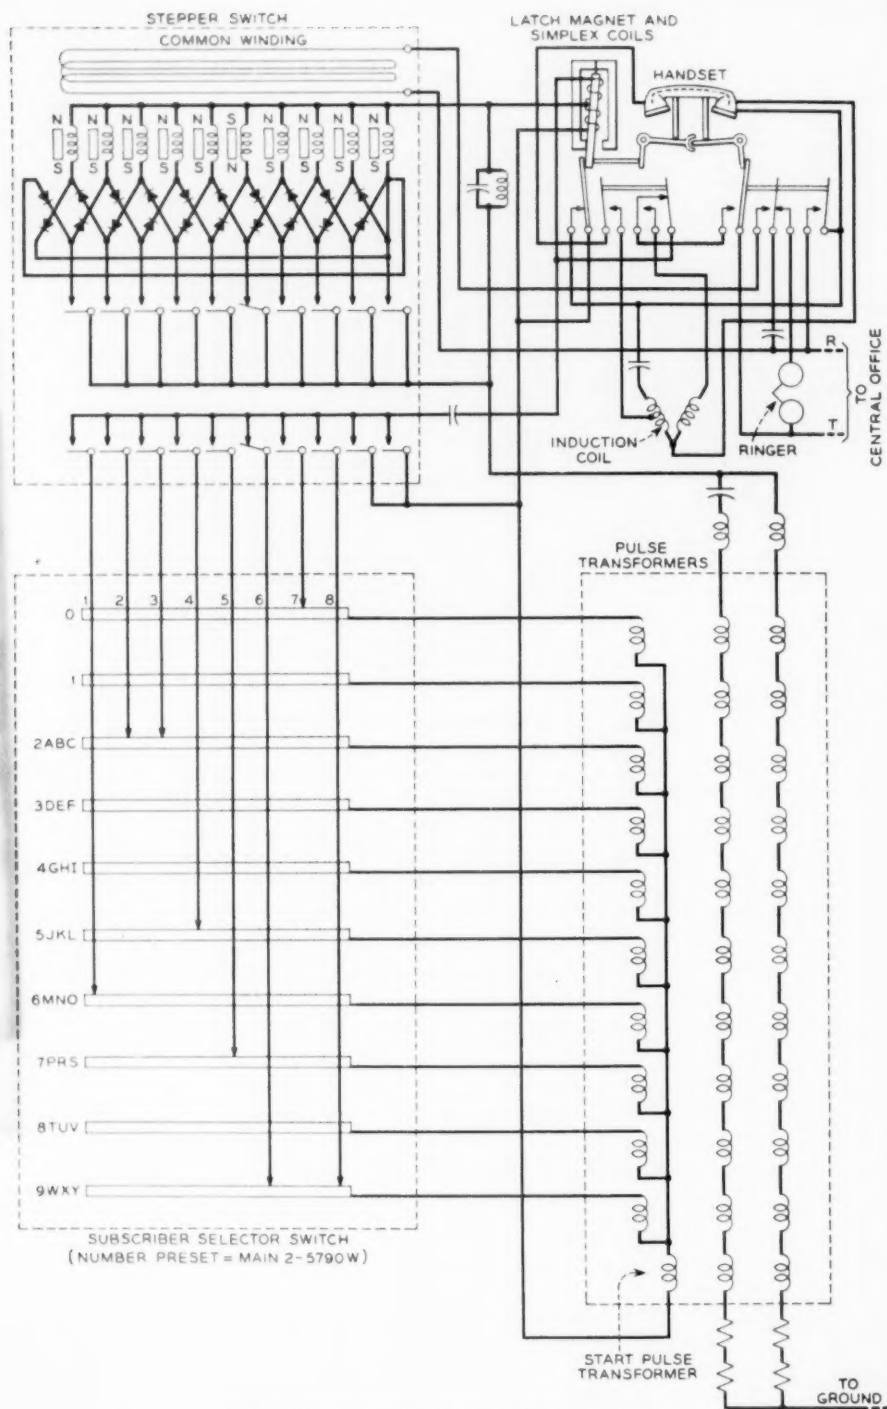 STEPPER SWITCH
COMMON WINDING
LATCH MAGNET AND
SIMPLEX COILS
HANDSET
N N N N N S N N N N
S S S S S N S S S S
R
T
TO
CENTRAL OFFICE
INDUCTION
COIL
RINGER
PULSE
TRANSFORMERS
1 2 3 4 5 6 7 8
0
1
2ABC
3DEF
4GHI
5JKL
6MNO
7PRS
8TUV
9WXY
SUBSCRIBER SELECTOR SWITCH
(NUMBER PRESET = MAIN 2-5790W)
START PULSE
TRANSFORMER
TO
GROUND